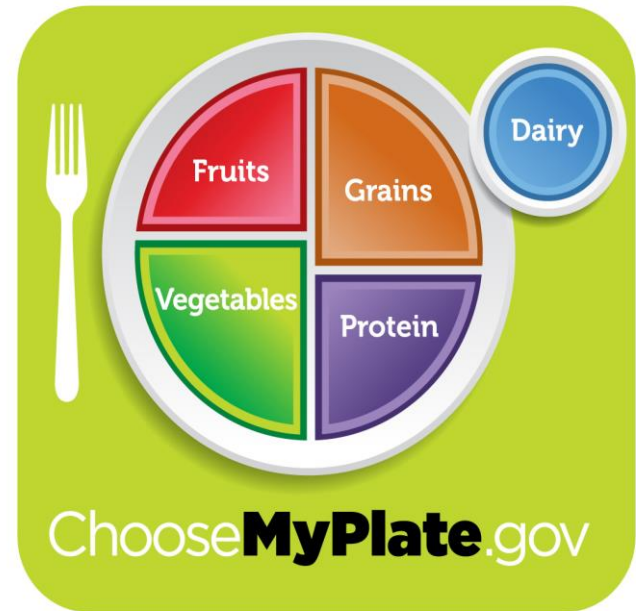 Fruits
Grains
Dairy
Vegetables
Protein
ChooseMyPlate.gov